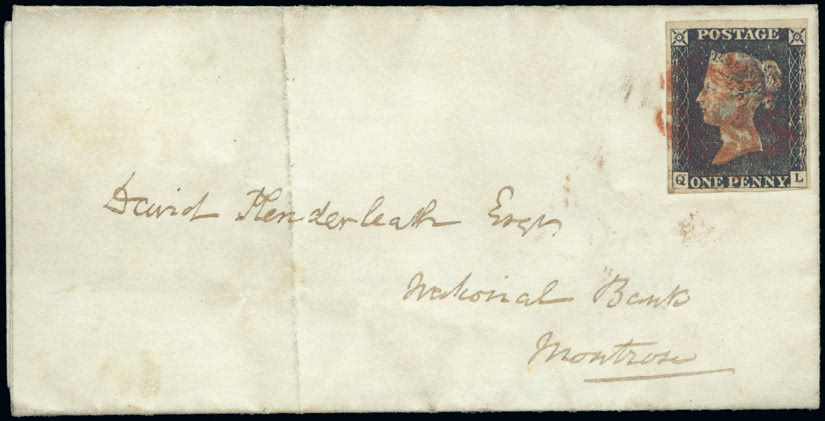 POSTAGE
Q ONE PENNY L
David Henderleath Esqr
National Bank
Montrose